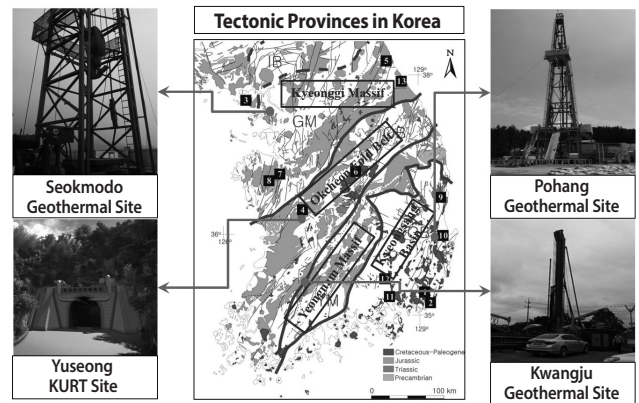 Tectonic Provinces in Korea
N
129°
38°
IB
5
13
Kyeonggi Massif
3
GM
Okcheon Fold Belt
6
7
8
4
9
Kyeongsang
Basin
10
36°
126°
Yeongnam Massif
12
11
2
35°
129°
Cretaceous-Paleogene
Jurassic
Triassic
Precambrian
0
100 km
Seokmodo
Geothermal Site
Yuseong
KURT Site
Pohang
Geothermal Site
Kwangju
Geothermal Site